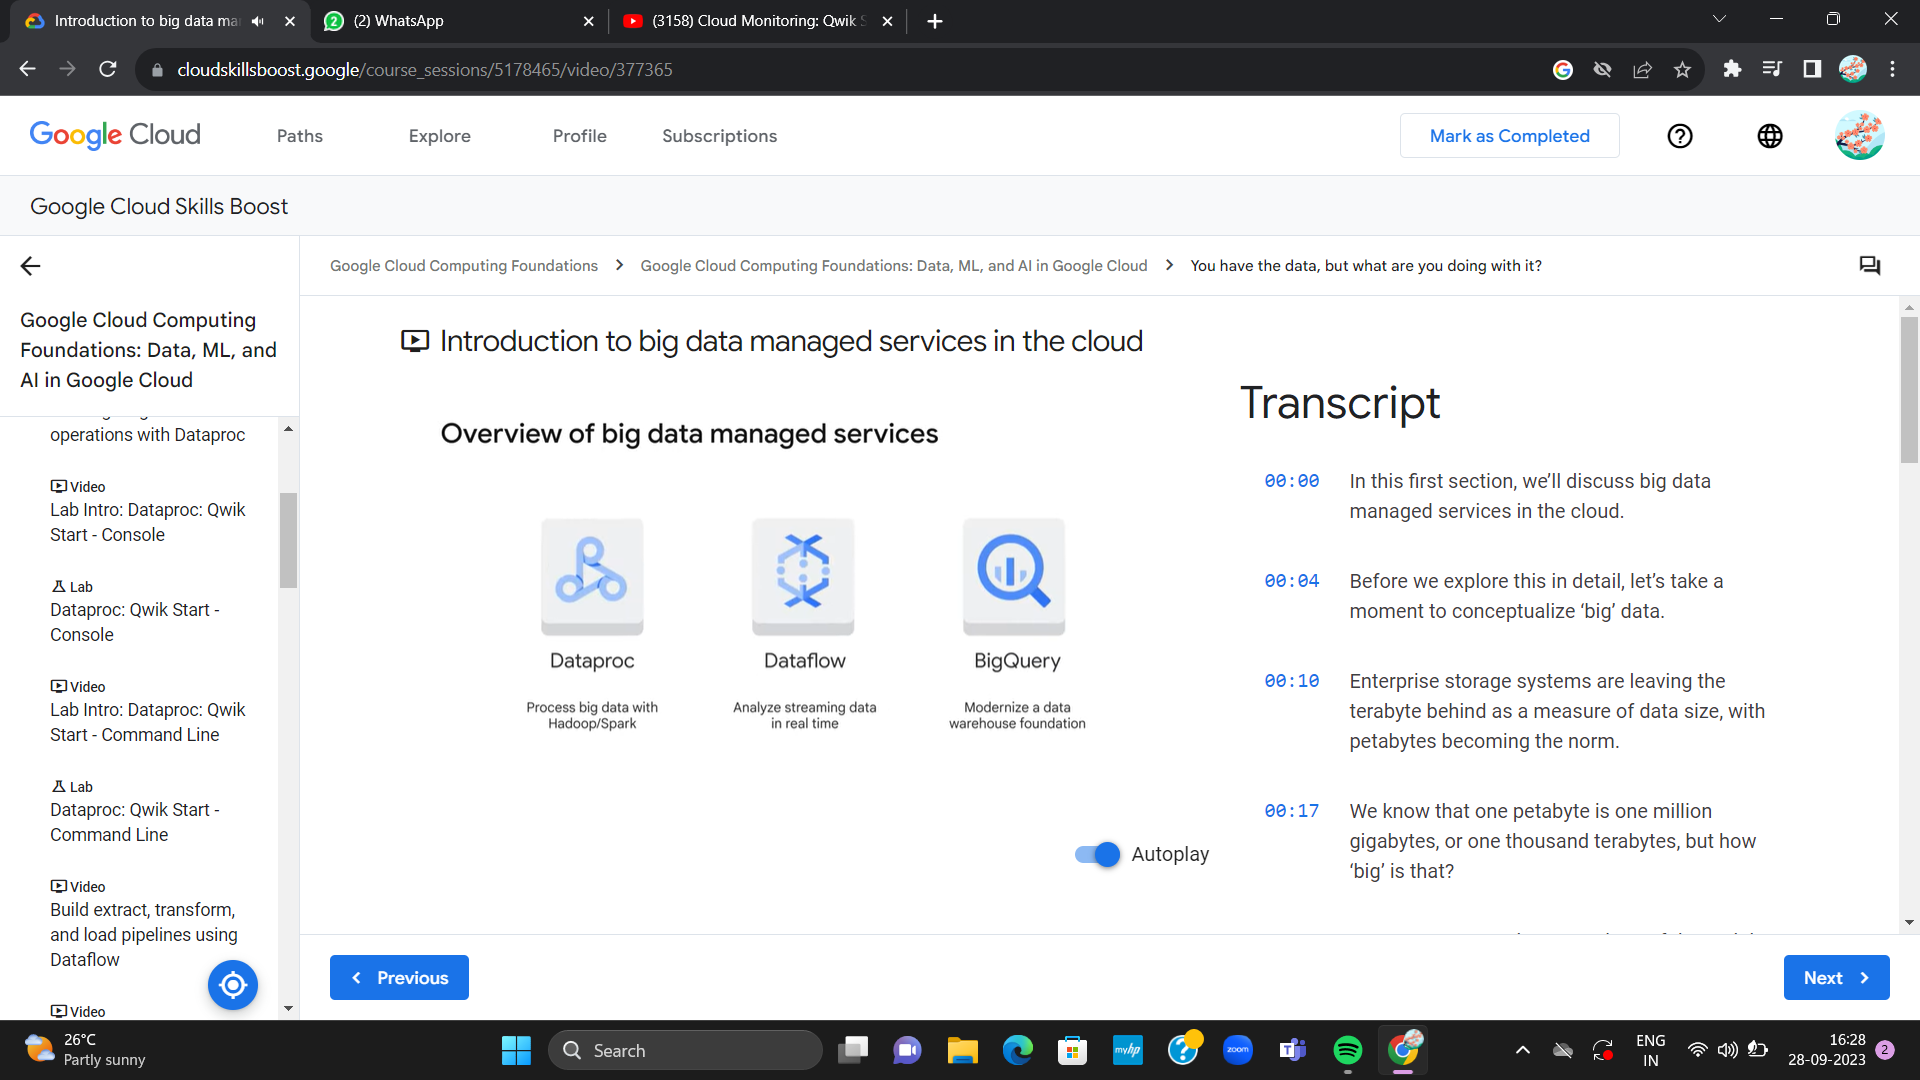 Introduction to big data ma
(2) WhatsApp
(3158) Cloud Monitoring: Qwik S
cloudskillsboost.google/course_sessions/5178465/video/377365
Google Cloud
Paths
Explore
Profile
Subscriptions
Mark as Completed
Google Cloud Skills Boost
Google Cloud Computing Foundations
Google Cloud Computing Foundations: Data, ML, and AI in Google Cloud
You have the data, but what are you doing with it?
Google Cloud Computing
Foundations: Data, ML, and
AI in Google Cloud
operations with Dataproc
Video
Lab Intro: Dataproc: Qwik
Start - Console
Lab
Dataproc: Qwik Start -
Console
Video
Lab Intro: Dataproc: Qwik
Start - Command Line
Lab
Dataproc: Qwik Start -
Command Line
Video
Build extract, transform,
and load pipelines using
Dataflow
Video
Introduction to big data managed services in the cloud
Overview of big data managed services
Dataproc
Process big data with
Hadoop/Spark
Dataflow
Analyze streaming data
in real time
BigQuery
Modernize a data
warehouse foundation
Autoplay
Transcript
00:00
In this first section, we’ll discuss big data
managed services in the cloud.
00:04
Before we explore this in detail, let’s take a
moment to conceptualize ‘big’ data.
00:10
Enterprise storage systems are leaving the
terabyte behind as a measure of data size, with
petabytes becoming the norm.
00:17
We know that one petabyte is one million
gigabytes, or one thousand terabytes, but how
‘big’ is that?
Previous
Next
26°C
Partly sunny
Search
myhp
zoom
ENG
IN
16:28
28-09-2023
2